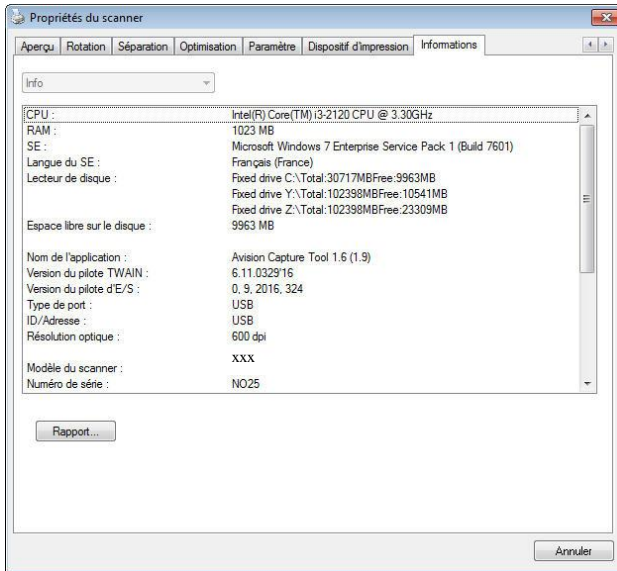 Propriétés du scanner
Aperçu Rotation Séparation Optimisation Paramètre Dispositif d'impression Informations
Info
CPU : Intel(R) Core(TM) i3-2120 CPU @ 3.30GHz
RAM : 1023 MB
SE : Microsoft Windows 7 Enterprise Service Pack 1 (Build 7601)
Langue du SE : Français (France)
Lecteur de disque : Fixed drive C:\Total:30717MBFree:9963MB
Fixed drive Y:\Total:102398MBFree:10541MB
Fixed drive Z:\Total:102398MBFree:23309MB
Espace libre sur le disque : 9963 MB
Nom de l'application : Avision Capture Tool 1.6 (1.9)
Version du pilote TWAIN : 6.11.0329'16
Version du pilote d'E/S : 0, 9, 2016, 324
Type de port : USB
ID/Adresse : USB
Résolution optique : 600 dpi
Modèle du scanner : XXX
Numéro de série : NO25
Rapport...
Annuler